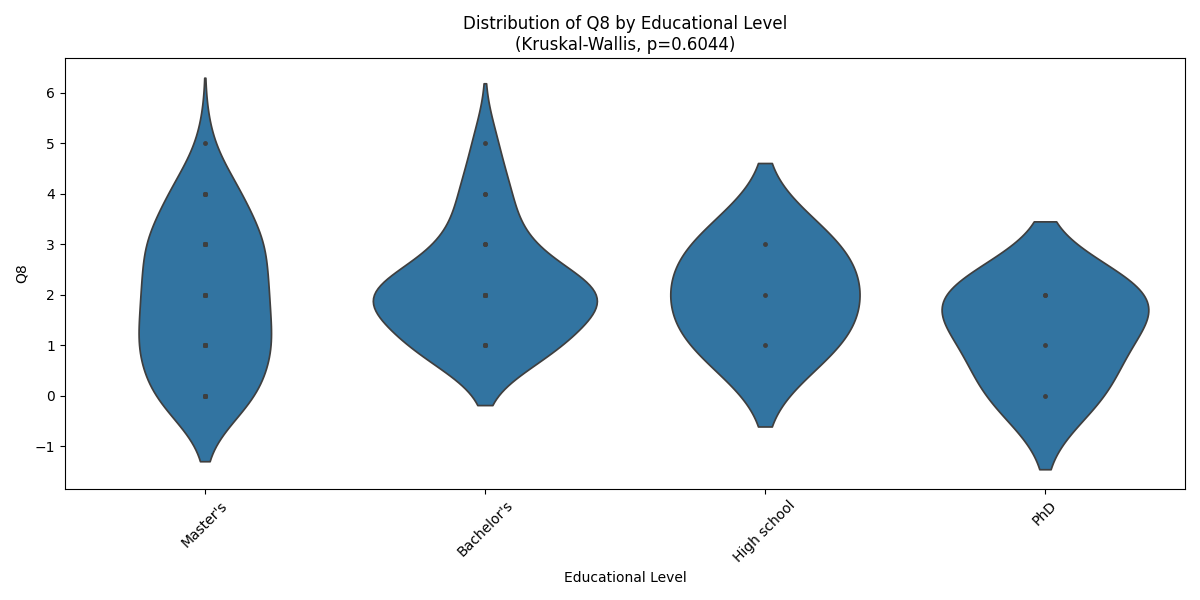 Distribution of Q8 by Educational Level
(Kruskal-Wallis, p=0.6044)
Q8
6
5
4
3
2
1
0
−1
Master's
Bachelor's
High school
PhD
Educational Level